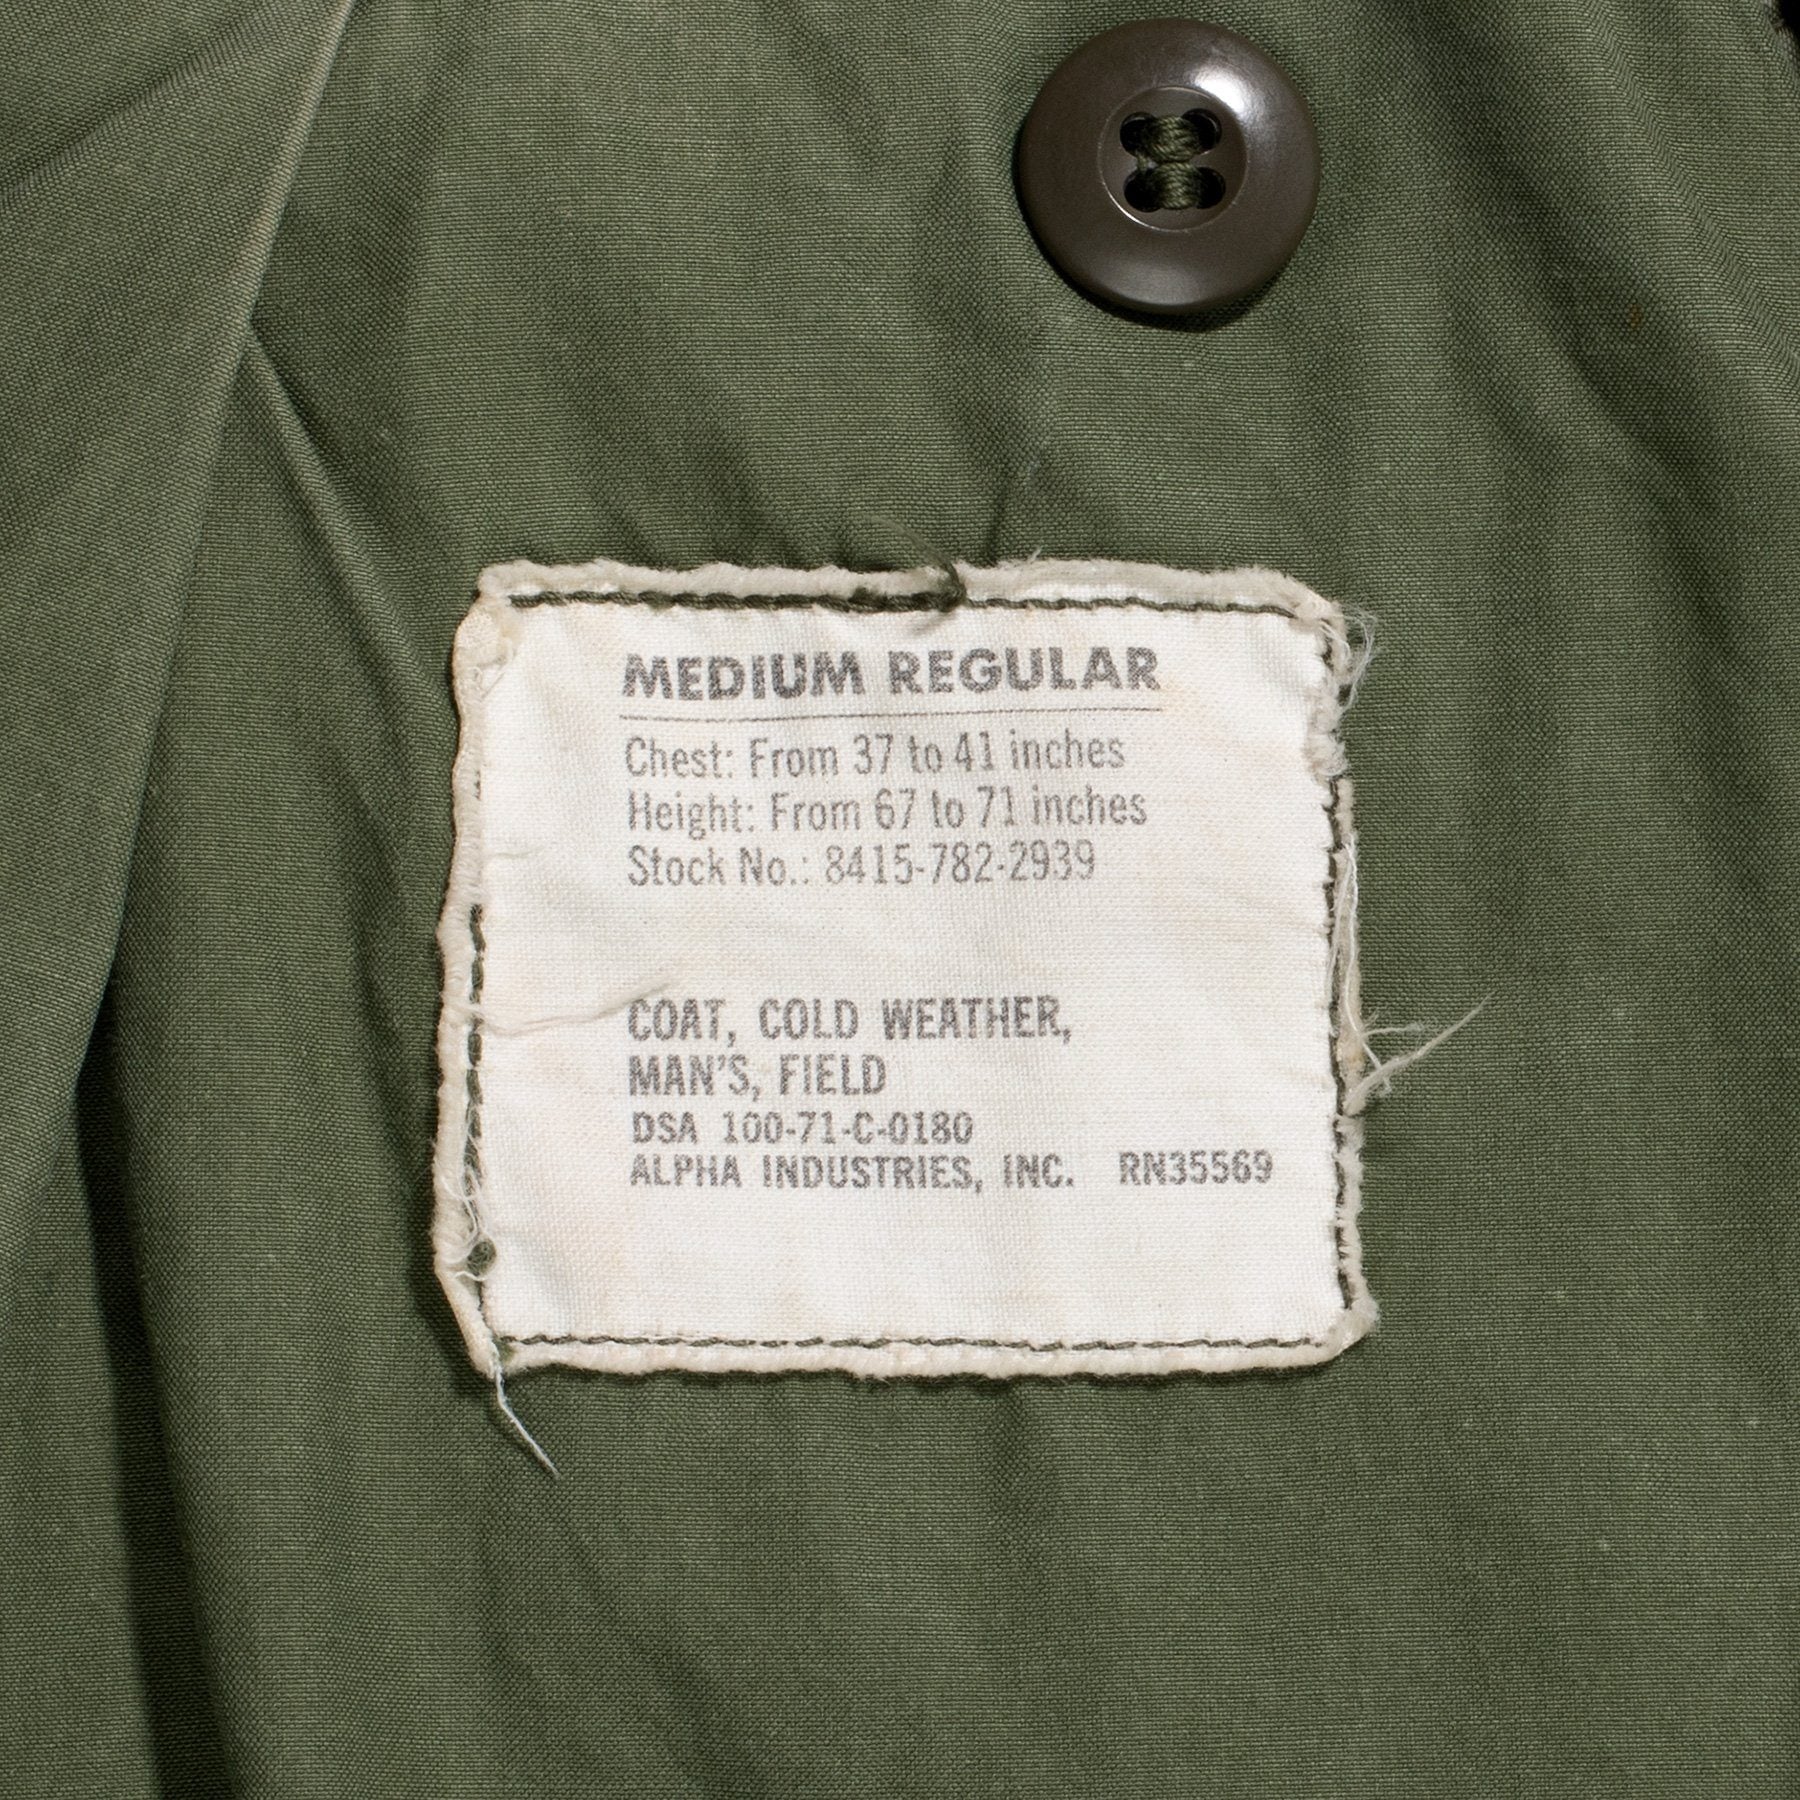 MEDIUM REGULAR
Chest: From 37 to 41 inches
Height: From 67 to 71 inches
Stock No.: 8415-782-2939
COAT, COLD WEATHER,
MAN'S, FIELD
DSA 100-71-C-0180
ALPHA INDUSTRIES, INC. RN35569